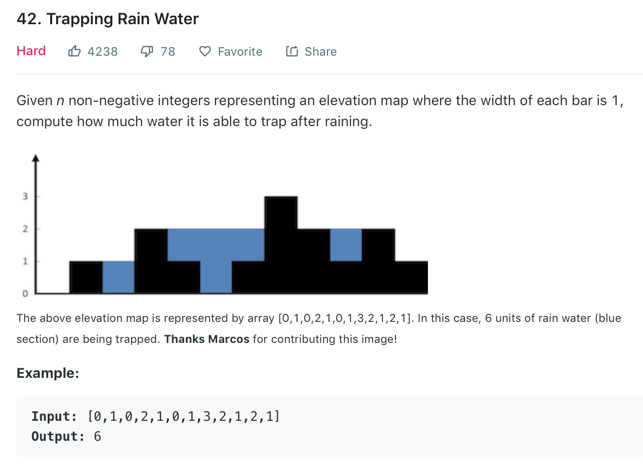 42. Trapping Rain Water
Hard 4238 78 Favorite Share
Given n non-negative integers representing an elevation map where the width of each bar is 1,
compute how much water it is able to trap after raining.
3
2
1
0
The above elevation map is represented by array [0,1,0,2,1,0,1,3,2,1,2,1]. In this case, 6 units of rain water (blue
section) are being trapped. Thanks Marcos for contributing this image!
Example:
Input: [0,1,0,2,1,0,1,3,2,1,2,1]
Output: 6